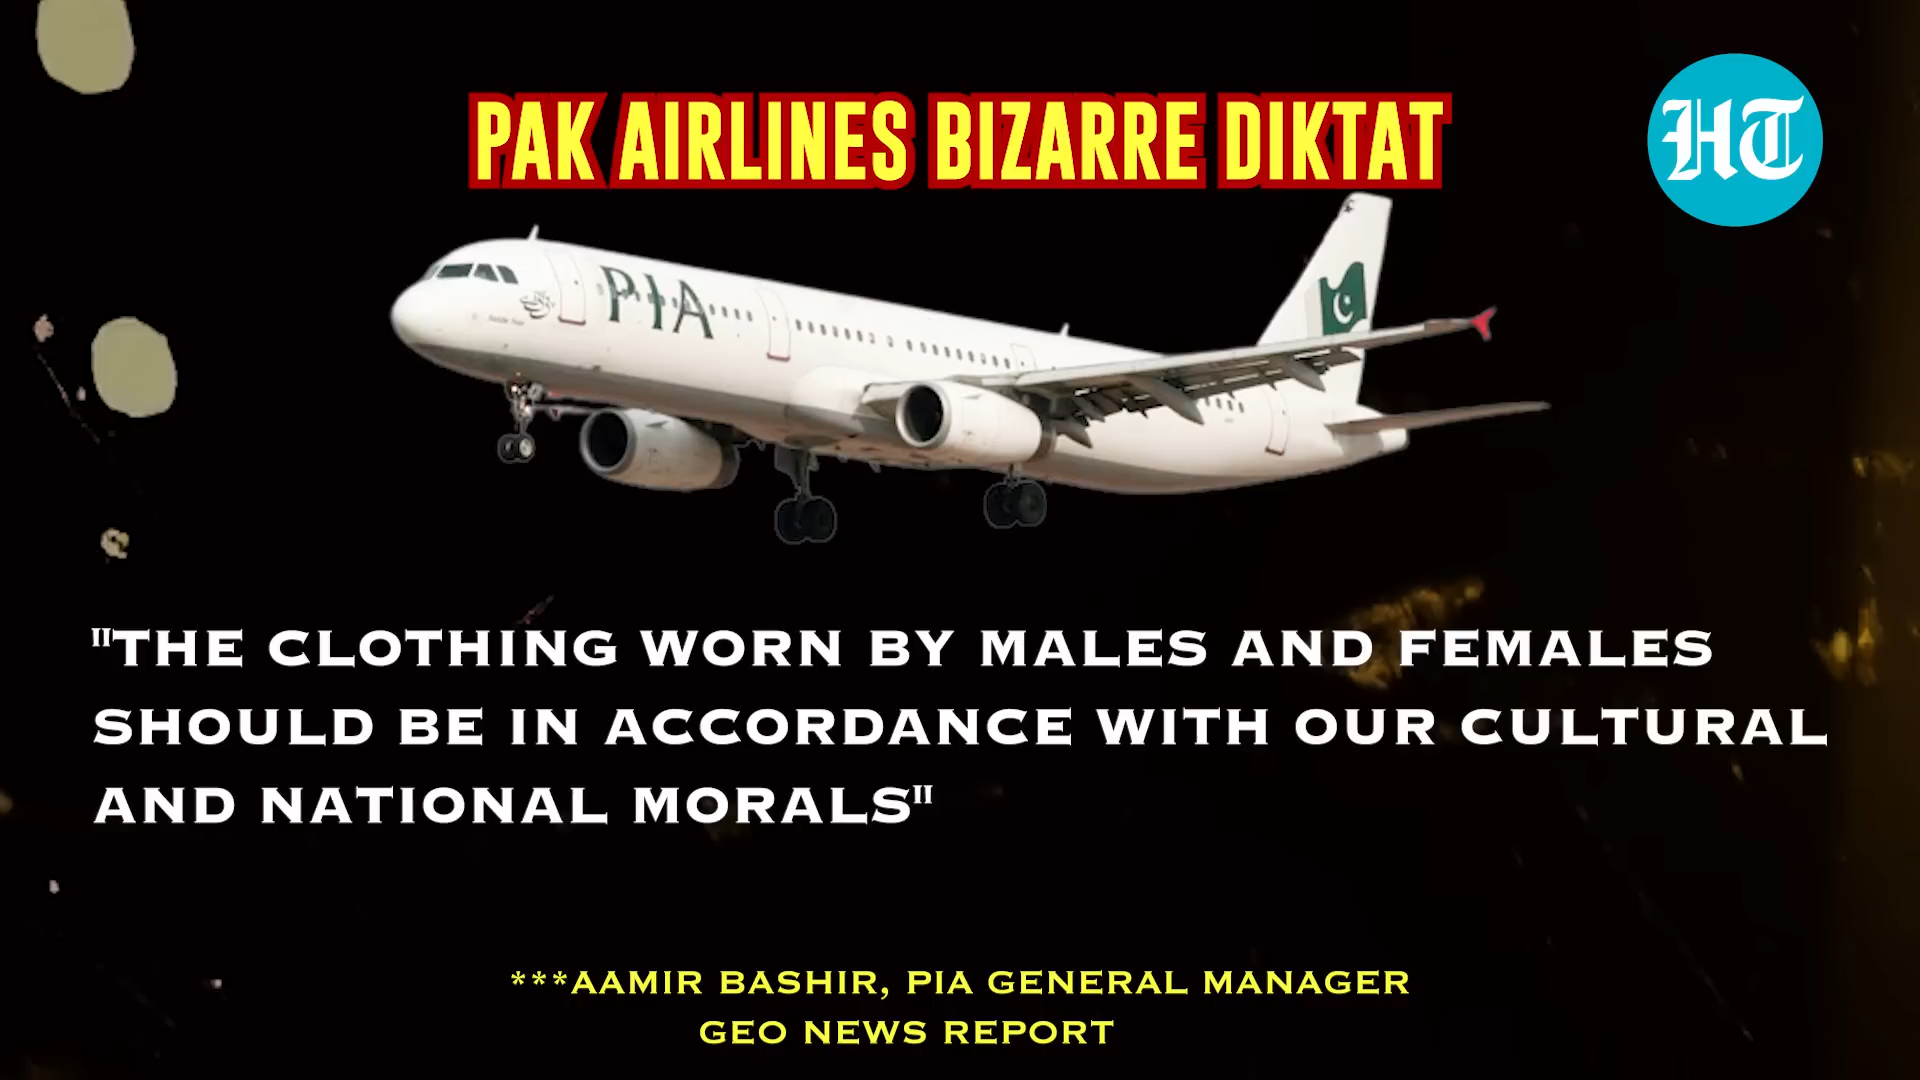 PAK AIRLINES BIZARRE DIKTAT
HT
PIA
"THE CLOTHING WORN BY MALES AND FEMALES
SHOULD BE IN ACCORDANCE WITH OUR CULTURAL
AND NATIONAL MORALS"
***AAMIR BASHIR, PIA GENERAL MANAGER
GEO NEWS REPORT